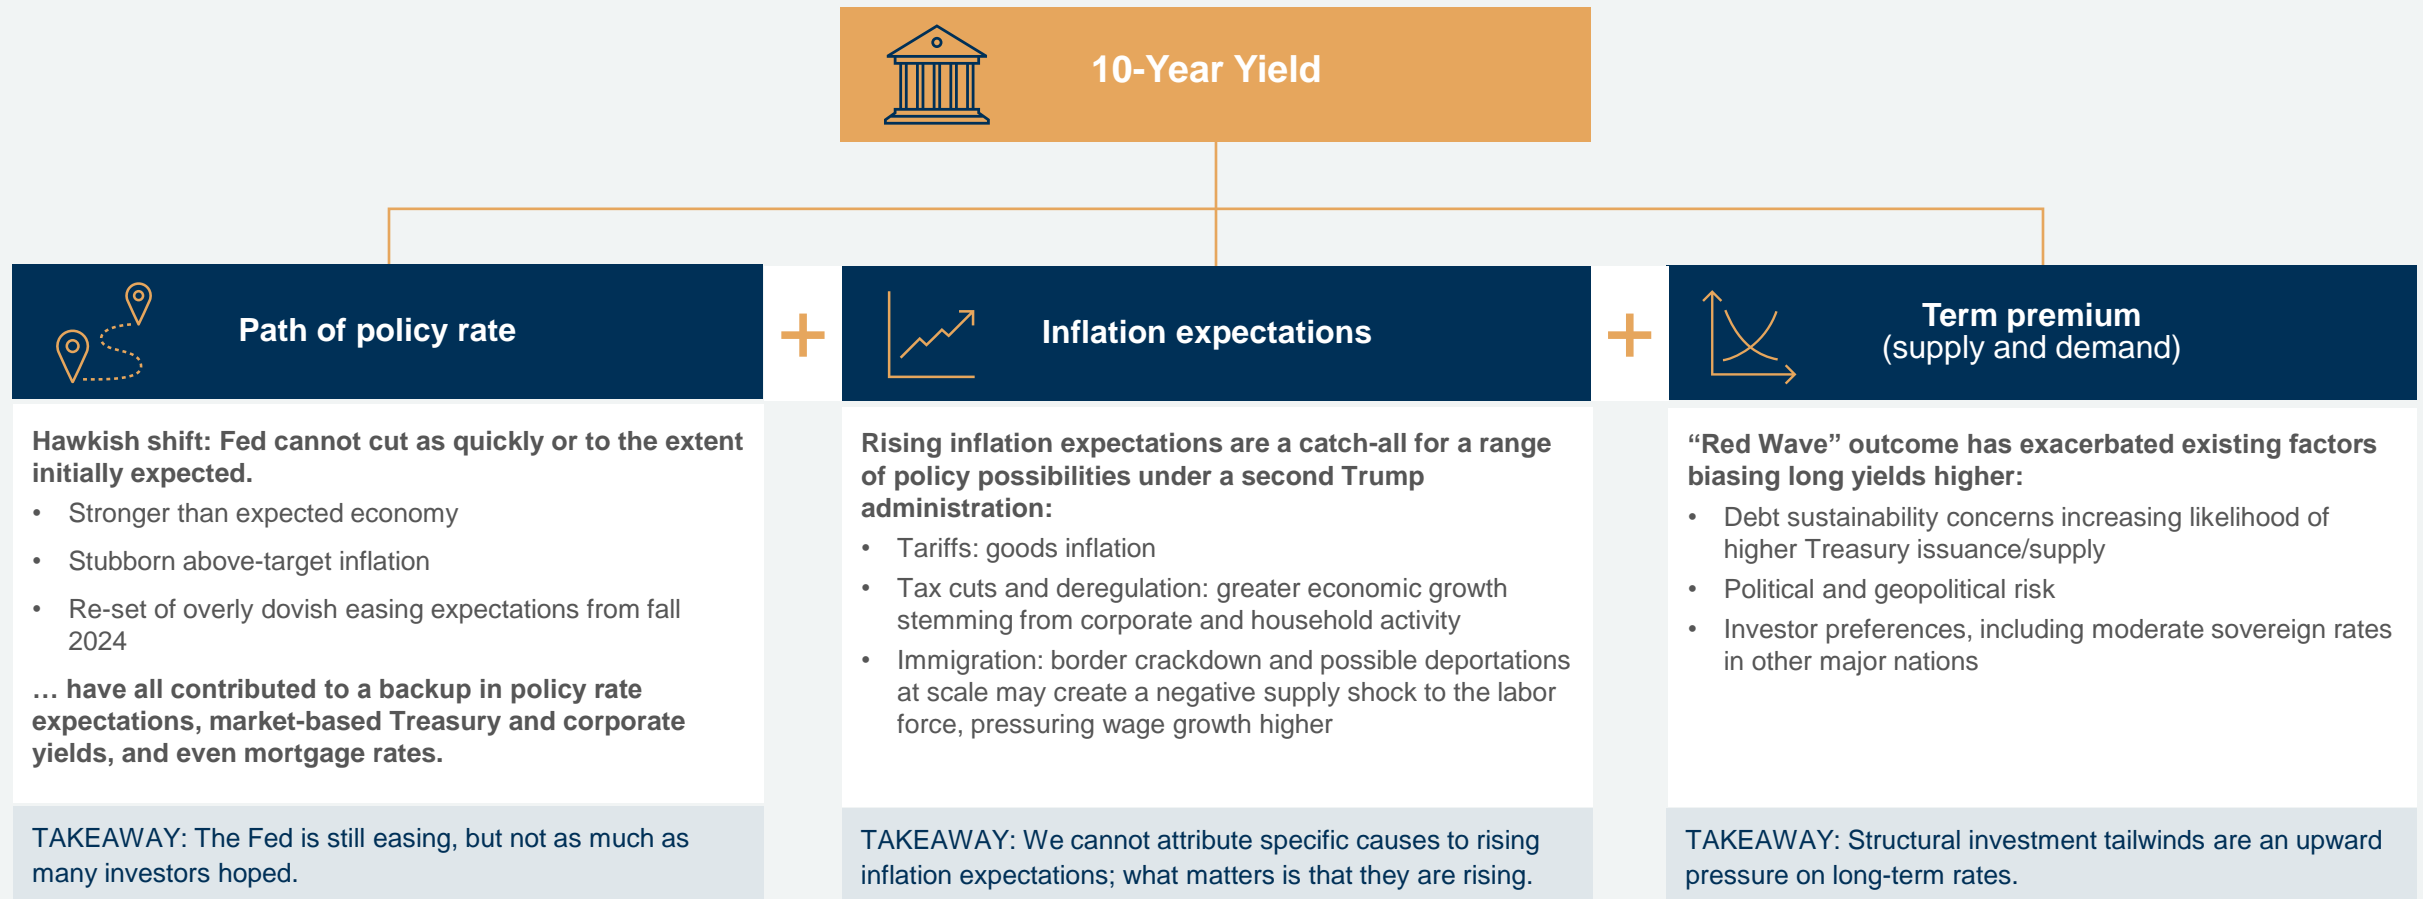 10-Year Yield
Path of policy rate
+
Inflation expectations
+
Term premium
(supply and demand)
Hawkish shift: Fed cannot cut as quickly or to the extent
initially expected.
• Stronger than expected economy
• Stubborn above-target inflation
• Re-set of overly dovish easing expectations from fall
2024
… have all contributed to a backup in policy rate
expectations, market-based Treasury and corporate
yields, and even mortgage rates.
TAKEAWAY: The Fed is still easing, but not as much as
many investors hoped.
Rising inflation expectations are a catch-all for a range
of policy possibilities under a second Trump
administration:
• Tariffs: goods inflation
• Tax cuts and deregulation: greater economic growth
stemming from corporate and household activity
• Immigration: border crackdown and possible deportations
at scale may create a negative supply shock to the labor
force, pressuring wage growth higher
TAKEAWAY: We cannot attribute specific causes to rising
inflation expectations; what matters is that they are rising.
“Red Wave” outcome has exacerbated existing factors
biasing long yields higher:
• Debt sustainability concerns increasing likelihood of
higher Treasury issuance/supply
• Political and geopolitical risk
• Investor preferences, including moderate sovereign rates
in other major nations
TAKEAWAY: Structural investment tailwinds are an upward
pressure on long-term rates.